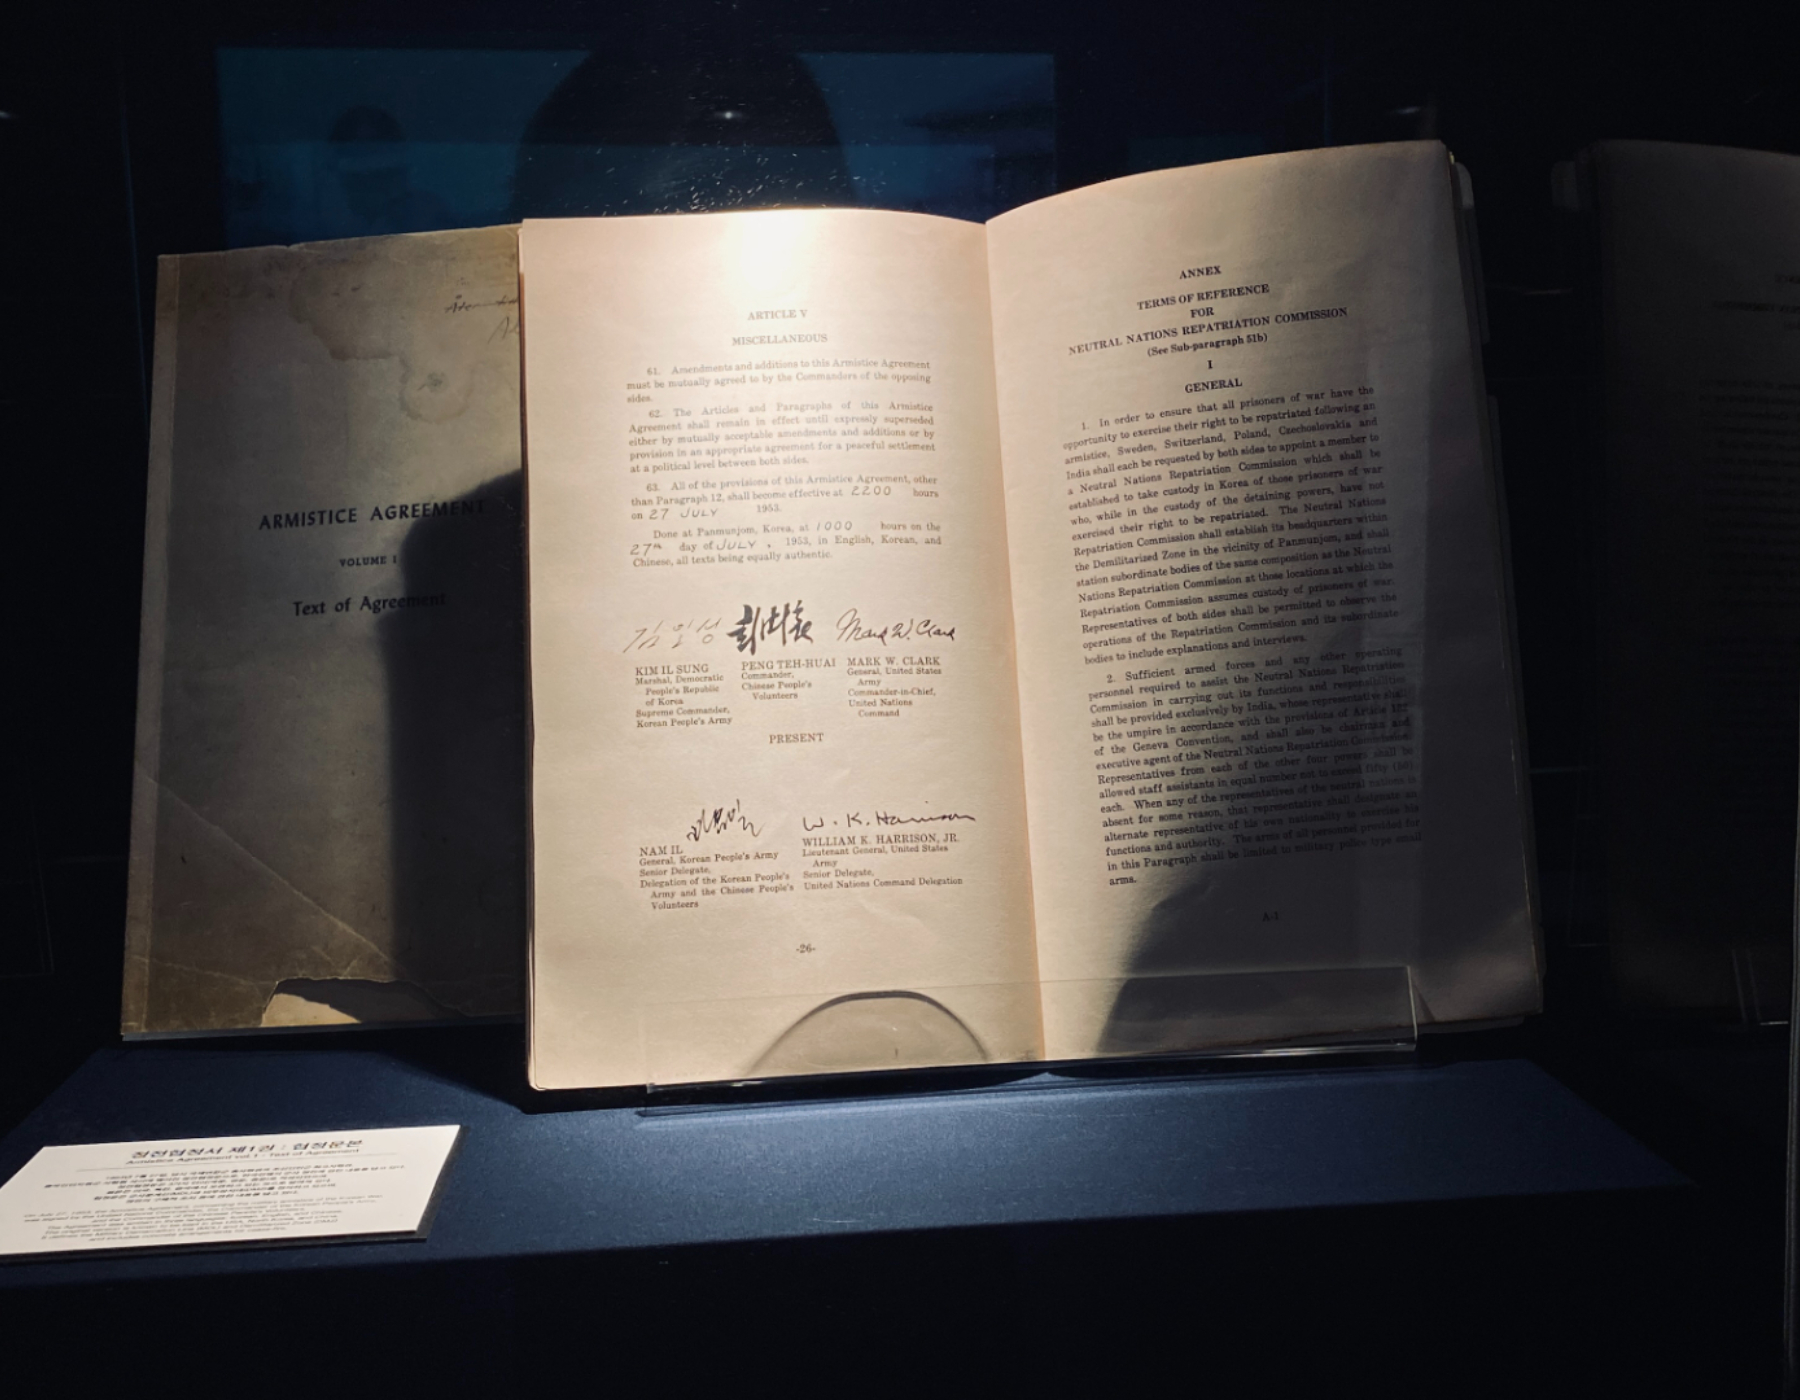 ARMISTICE AGREEMENT
VOLUME I
Text of Agreement
ARTICLE V
MISCELLANEOUS
61. Amendments and additions to this Armistice Agreement
must be mutually agreed to by the Commanders of the opposing
sides.
62. The Articles and Paragraphs of this Armistice
Agreement shall remain in effect until expressly superseded
either by mutually acceptable amendments and additions or by
provision in an appropriate agreement for a peaceful settlement
at a political level between both sides.
63. All of the provisions of this Armistice Agreement, other
than Paragraph 12, shall become effective at 2200 hours
on 27 JULY 1953.
Done at Panmunjom, Korea, at 1000 hours on the
27th day of JULY, 1953, in English, Korean, and
Chinese, all texts being equally authentic.
김일성 彭德懷 Mark W. Clark
KIM IL SUNG
Marshal, Democratic
People's Republic
of Korea
Supreme Commander,
Korean People's Army
PENG TEH-HUAI
Commander,
Chinese People's
Volunteers
MARK W. CLARK
General, United States
Army
Commander-in-Chief,
United Nations
Command
PRESENT
W. K. Harrison
NAM IL
General, Korean People's Army
Senior Delegate,
Delegation of the Korean People's
Army and the Chinese People's
Volunteers
WILLIAM K. HARRISON, JR.
Lieutenant General, United States
Army
Senior Delegate,
United Nations Command Delegation
-26-
ANNEX
TERMS OF REFERENCE
FOR
NEUTRAL NATIONS REPATRIATION COMMISSION
(See Sub-paragraph 51b)
I
GENERAL
1. In order to ensure that all prisoners of war have the
opportunity to exercise their right to be repatriated following an
armistice, Sweden, Switzerland, Poland, Czechoslovakia and
India shall each be requested by both sides to appoint a member to
a Neutral Nations Repatriation Commission which shall be
established to take custody in Korea of those prisoners of war
who, while in the custody of the detaining powers, have not
exercised their right to be repatriated. The Neutral Nations
Repatriation Commission shall establish its headquarters within
the Demilitarized Zone in the vicinity of Panmunjom, and shall
station subordinate bodies of the same composition as the Neutral
Nations Repatriation Commission at those locations at which the
Repatriation Commission assumes custody of prisoners of war.
Representatives of both sides shall be permitted to observe the
operations of the Repatriation Commission and its subordinate
bodies to include explanations and interviews.
2. Sufficient armed forces and any other operating
personnel required to assist the Neutral Nations Repatriation
Commission in carrying out its functions and responsibilities
shall be provided exclusively by India, whose representative shall
be the umpire in accordance with the provisions of Article 132
of the Geneva Convention, and shall also be chairman and
executive agent of the Neutral Nations Repatriation Commission.
Representatives from each of the other four powers shall be
allowed staff assistants in equal number not to exceed fifty (50)
each. When any of the representatives of the neutral nations is
absent for some reason, that representative shall designate an
alternate representative of his own nationality to exercise his
functions and authority. The arms of all personnel provided for
in this Paragraph shall be limited to military police type small
arms.
A-1
정전협정서 제1권 : 협정문본
Armistice Agreement vol.1 - Text of Agreement